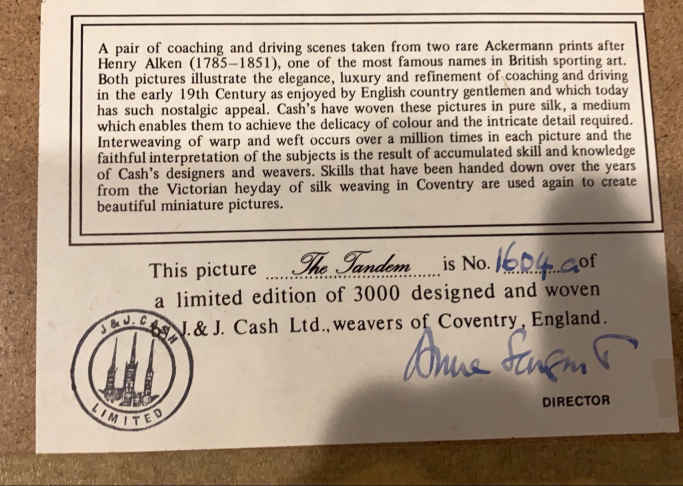 A pair of coaching and driving scenes taken from two rare Ackermann prints after
Henry Alken (1785—1851), one of the most famous names in British sporting art.
Both pictures illustrate the elegance, luxury and refinement of coaching and driving
in the early 19th Century as enjoyed by English country gentlemen and which today
has such nostalgic appeal. Cash's have woven these pictures in pure silk, a medium
which enables them to achieve the delicacy of colour and the intricate detail required.
Interweaving of warp and weft occurs over a million times in each picture and the
faithful interpretation of the subjects is the result of accumulated skill and knowledge
of Cash's designers and weavers. Skills that have been handed down over the years
from the Victorian heyday of silk weaving in Coventry are used again to create
beautiful miniature pictures.
This picture ....The Tandem.... is No. 1604 a of
a limited edition of 3000 designed and woven
J. & J. Cash Ltd., weavers of Coventry, England.
J & J. CASH
LIMITED
Anne
DIRECTOR